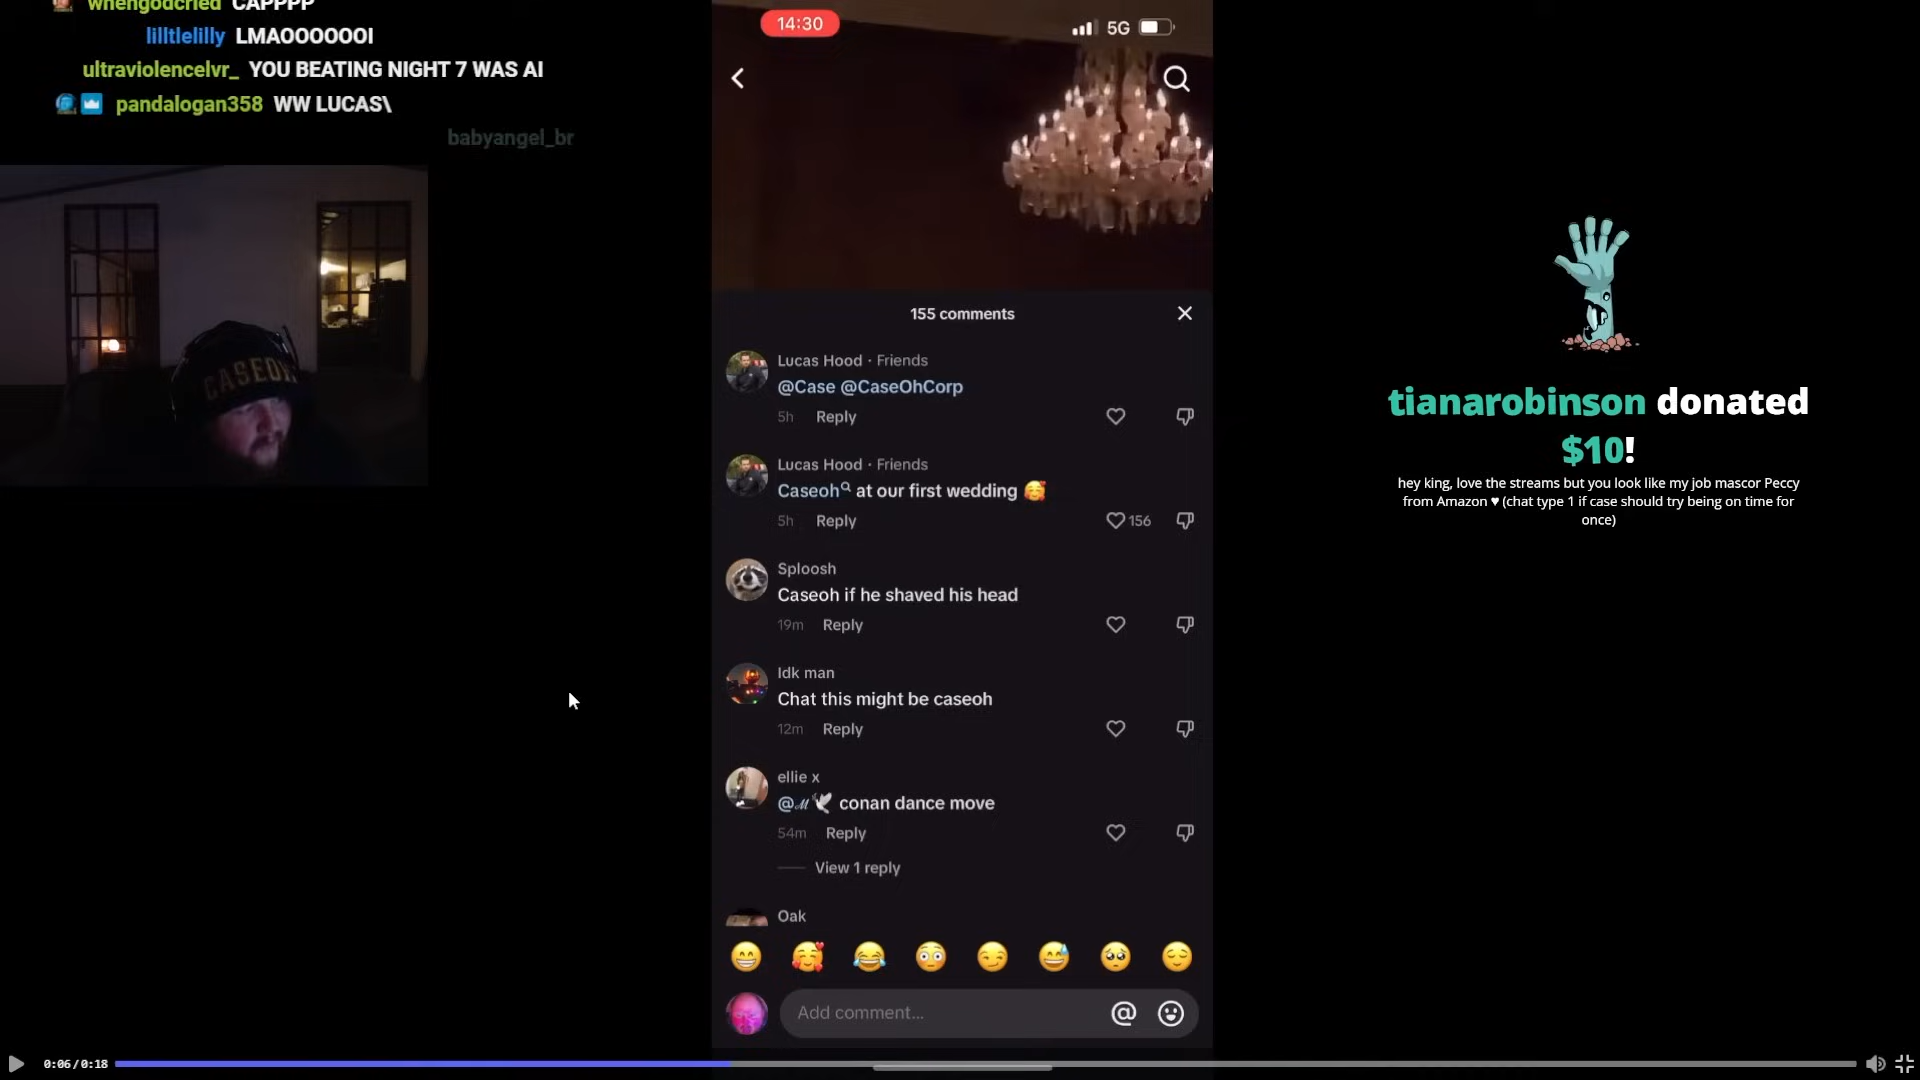 whengodcried CAPPPP
lilltlelilly LMAOOOOOOI
ultraviolencelvr_ YOU BEATING NIGHT 7 WAS AI
pandalogan358 WW LUCAS\
babyangel_br
CASEOH
14:30
5G
155 comments
Lucas Hood · Friends
@Case @CaseOhCorp
5h Reply
Lucas Hood · Friends
Caseoh at our first wedding 🥰
5h Reply 156
Sploosh
Caseoh if he shaved his head
19m Reply
Idk man
Chat this might be caseoh
12m Reply
ellie x
@ℳ🕊 conan dance move
54m Reply
View 1 reply
Oak
Add comment...
@
tianarobinson donated
$10!
hey king, love the streams but you look like my job mascor Peccy
from Amazon ♥ (chat type 1 if case should try being on time for
once)
0:06/0:18